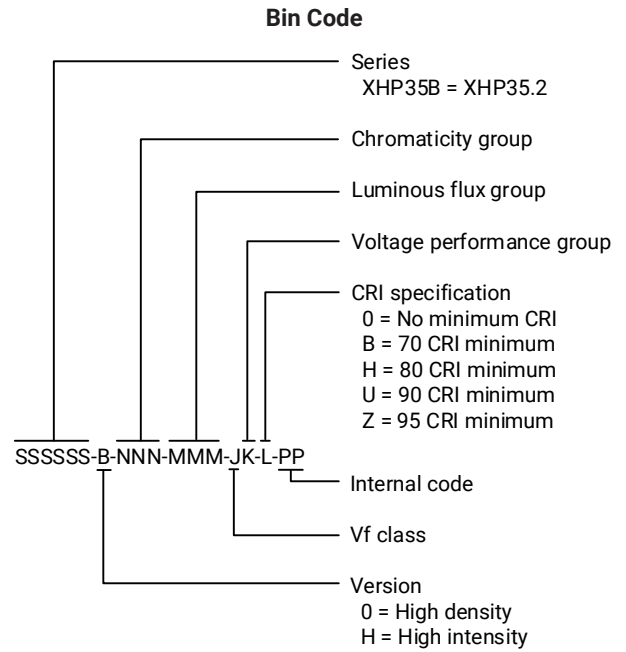 Bin Code
Series
XHP35B = XHP35.2
Chromaticity group
Luminous flux group
Voltage performance group
CRI specification
0 = No minimum CRI
B = 70 CRI minimum
H = 80 CRI minimum
U = 90 CRI minimum
Z = 95 CRI minimum
SSSSSS-B-NNN-MMM-JK-L-PP
Internal code
Vf class
Version
0 = High density
H = High intensity